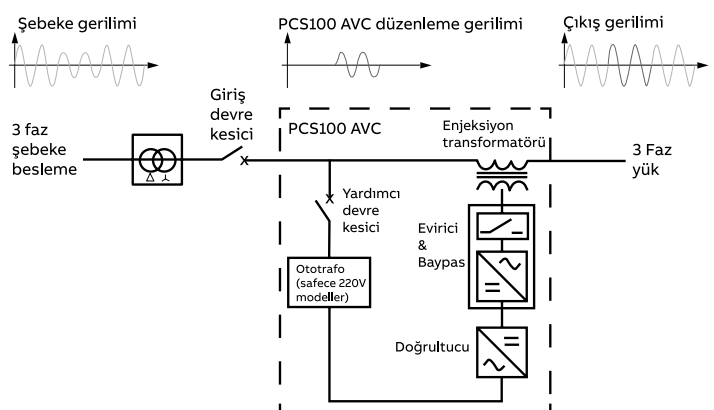 Şebeke gerilimi
PCS100 AVC düzenleme gerilimi
Çıkış gerilimi
3 faz
şebeke
besleme
Giriş
devre
kesici
PCS100 AVC
Enjeksiyon
transformatörü
3 Faz
yük
Yardımcı
devre
kesici
Evirici
&
Baypas
Ototrafo
(safece 220V
modeller)
Doğrultucu